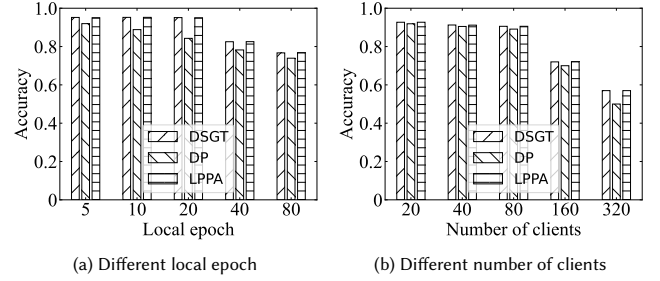 1.0
0.8
0.6
0.4
0.2
0
Accuracy
DSGT
DP
LPPA
5 10 20 40 80
Local epoch
(a) Different local epoch
1.0
0.8
0.6
0.4
0.2
0
Accuracy
DSGT
DP
LPPA
20 40 80 160 320
Number of clients
(b) Different number of clients